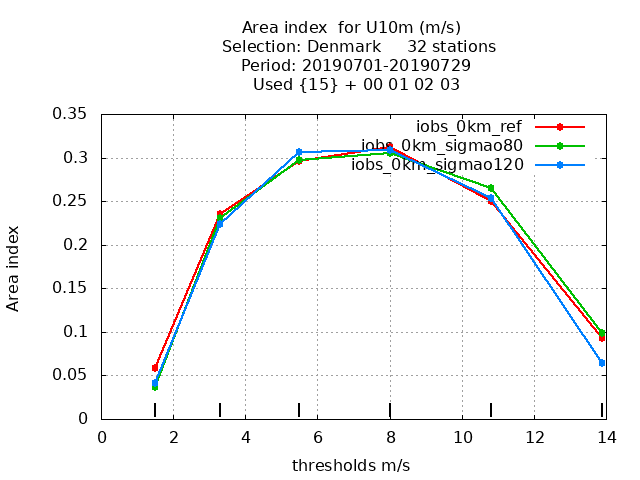 Area index  for U10m (m/s)
Selection: Denmark     32 stations
Period: 20190701-20190729
Used {15} + 00 01 02 03
0.35
0.3
0.25
0.2
0.15
0.1
0.05
0
Area index
iobs_0km_ref
iobs_0km_sigmao80
iobs_0km_sigmao120
0 2 4 6 8 10 12 14
thresholds m/s